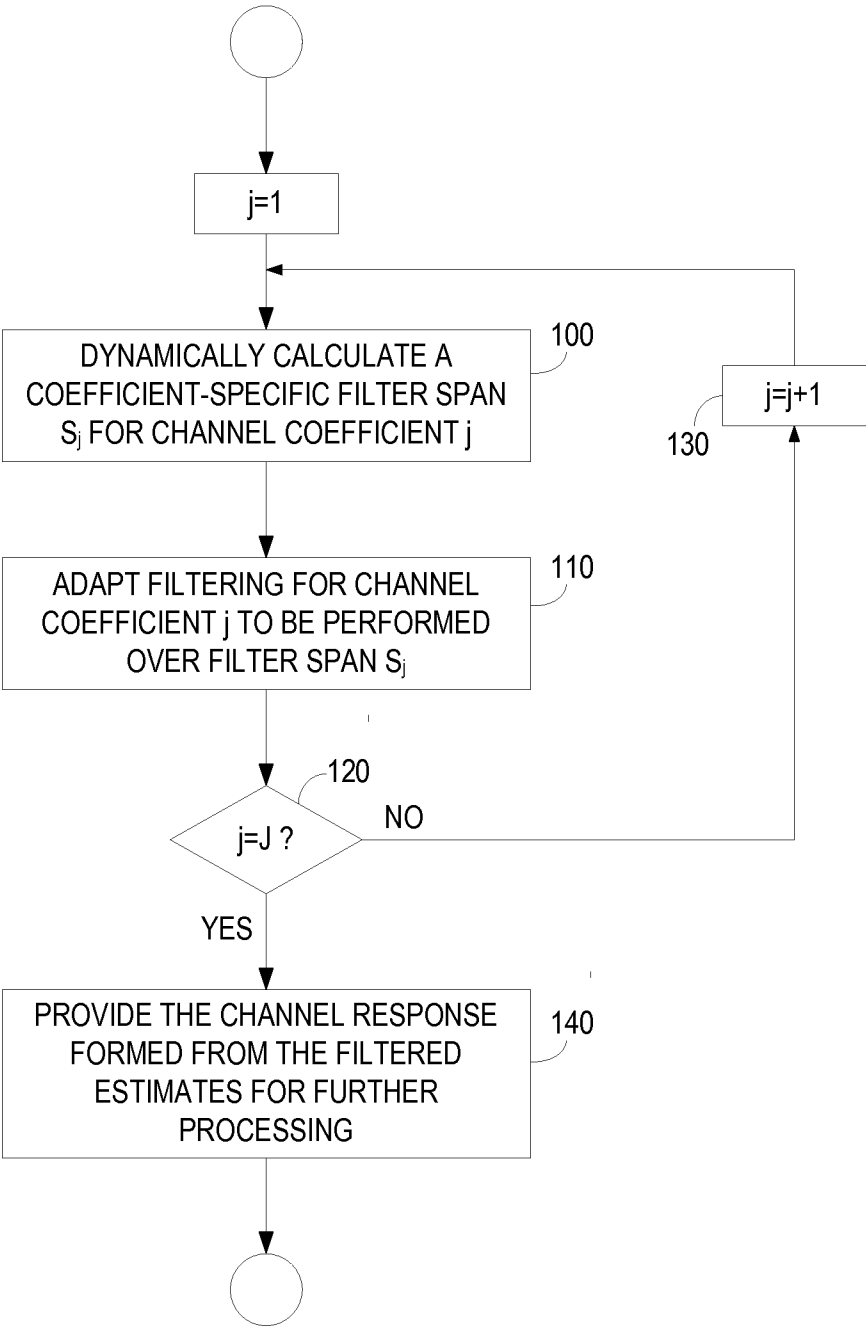 j=1
DYNAMICALLY CALCULATE A
COEFFICIENT-SPECIFIC FILTER SPAN
Sj FOR CHANNEL COEFFICIENT j
100
j=j+1
130
ADAPT FILTERING FOR CHANNEL
COEFFICIENT j TO BE PERFORMED
OVER FILTER SPAN Sj
110
120
j=J ?
NO
YES
PROVIDE THE CHANNEL RESPONSE
FORMED FROM THE FILTERED
ESTIMATES FOR FURTHER
PROCESSING
140